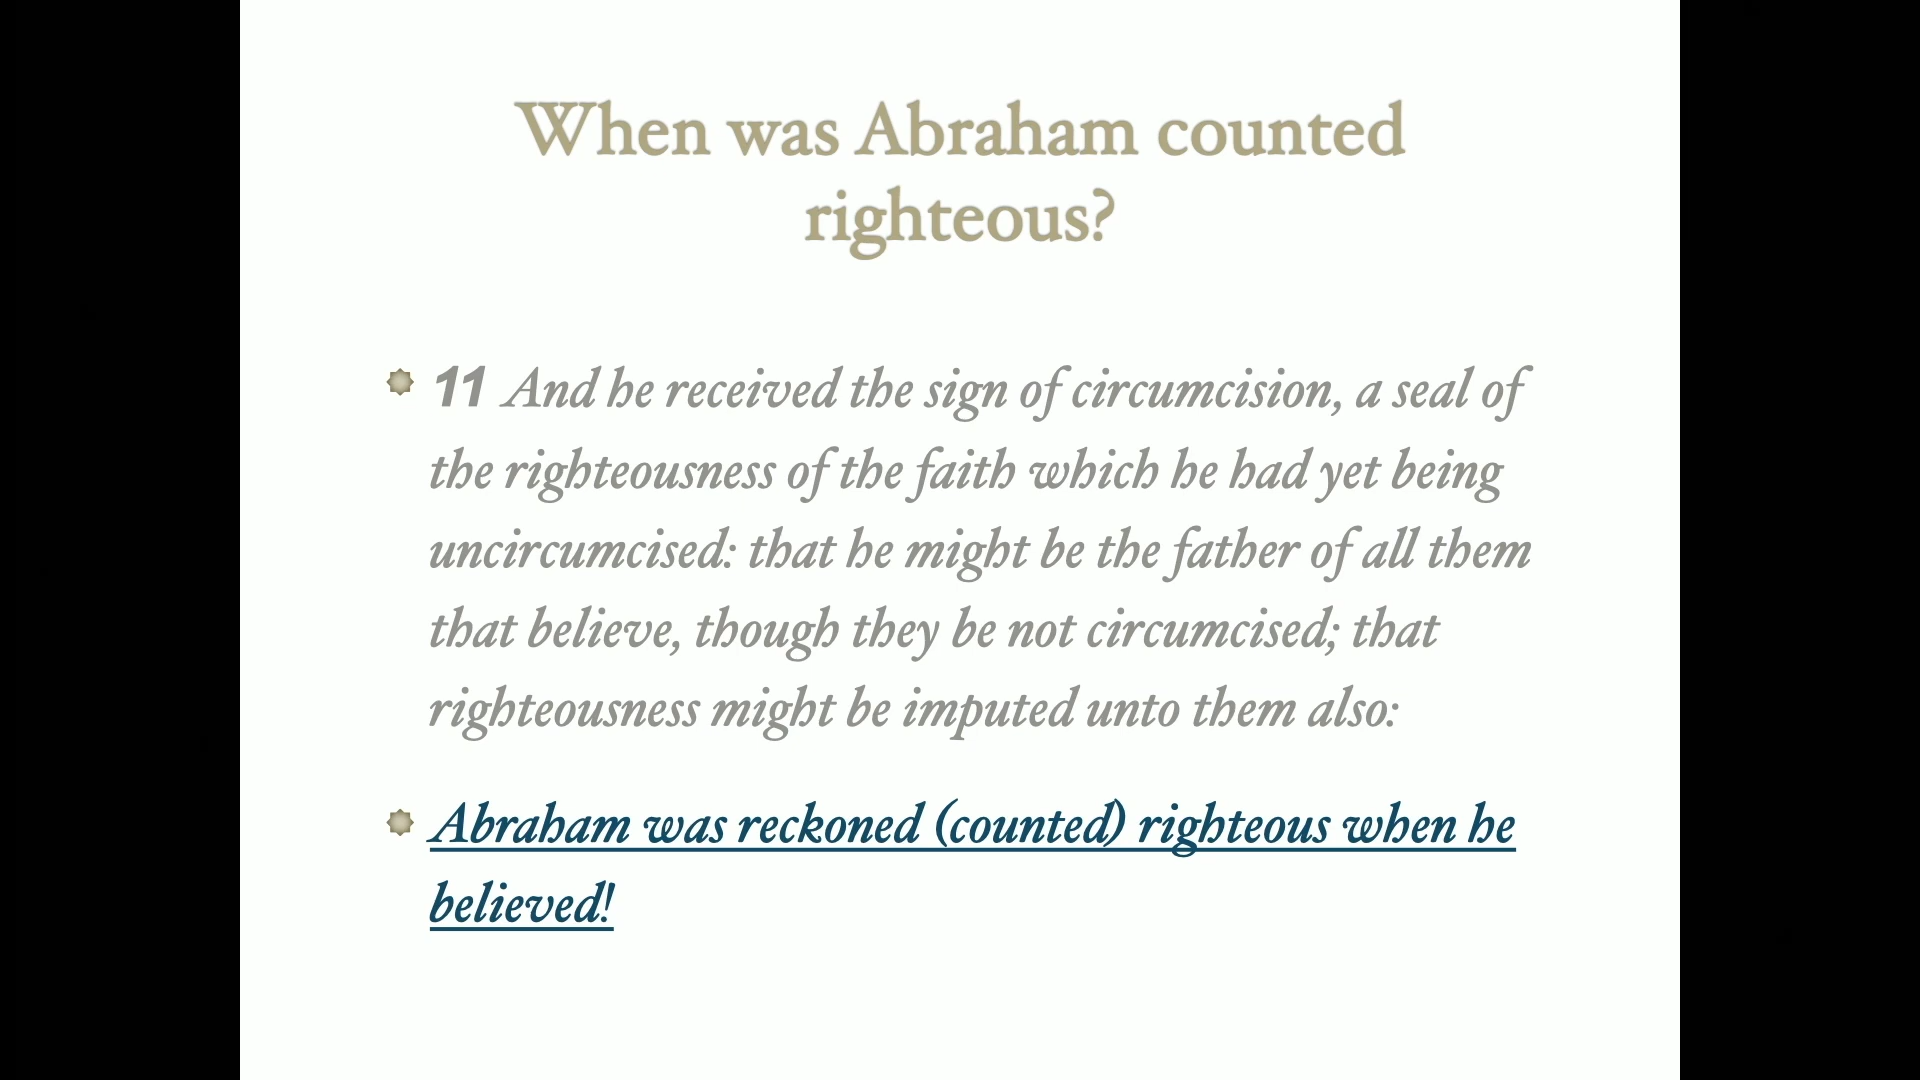 When was Abraham counted
righteous?
11 And he received the sign of circumcision, a seal of
the righteousness of the faith which he had yet being
uncircumcised: that he might be the father of all them
that believe, though they be not circumcised; that
righteousness might be imputed unto them also:
Abraham was reckoned (counted) righteous when he
believed!